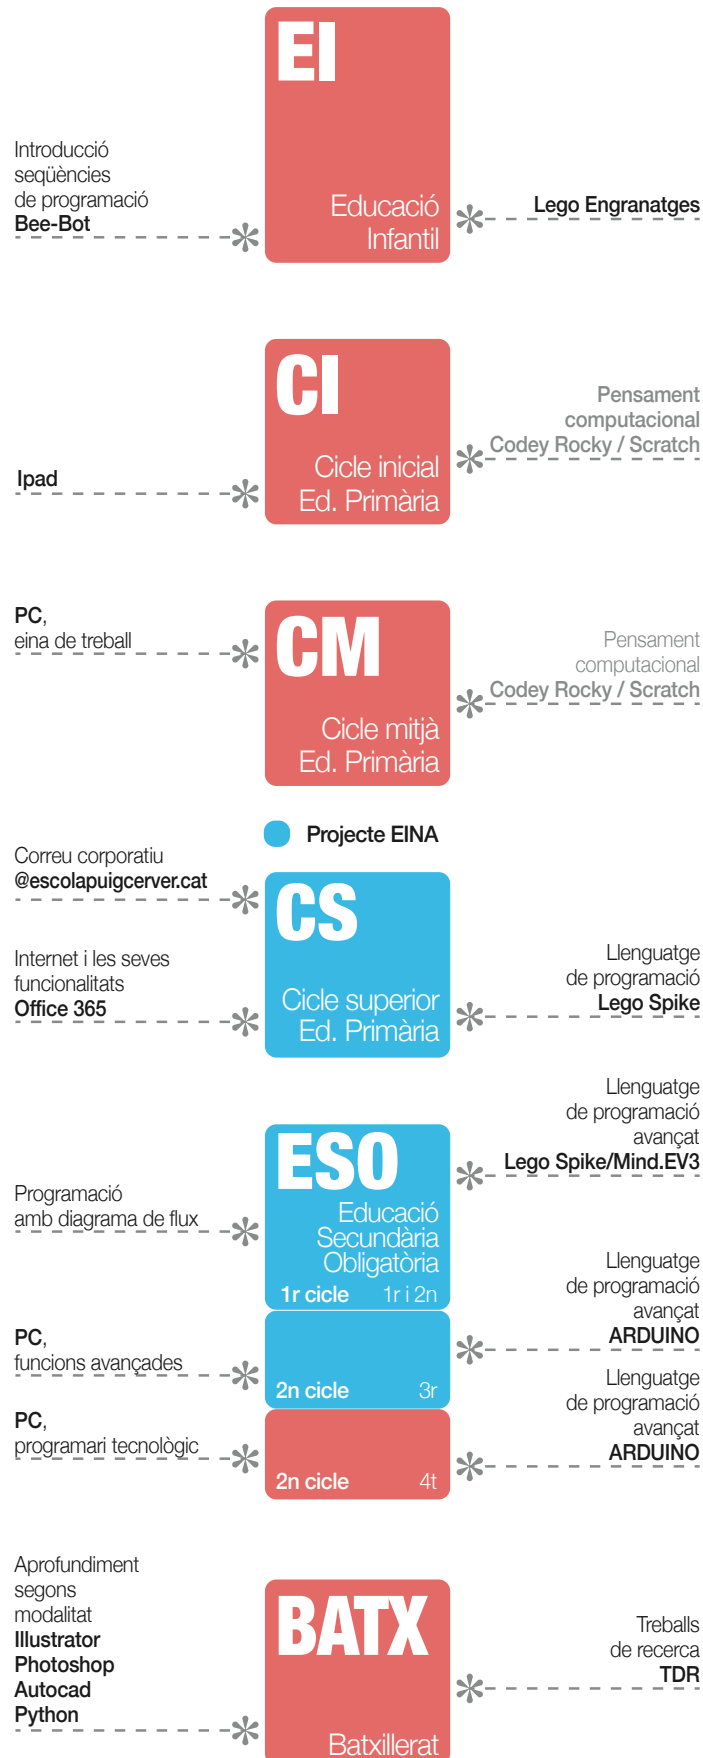 EI
Introducció
seqüències
de programació
Bee-Bot
Educació
Infantil
Lego Engranatges
CI
Ipad
Cicle inicial
Ed. Primària
Pensament
computacional
Codey Rocky / Scratch
PC,
eina de treball
CM
Cicle mitjà
Ed. Primària
Pensament
computacional
Codey Rocky / Scratch
Projecte EINA
Correu corporatiu
@escolapuigcerver.cat
CS
Internet i les seves
funcionalitats
Office 365
Cicle superior
Ed. Primària
Llenguatge
de programació
Lego Spike
ESO
Educació
Secundària
Obligatòria
1r cicle 1r i 2n
Llenguatge
de programació
avançat
Lego Spike/Mind.EV3
Programació
amb diagrama de flux
PC,
funcions avançades
2n cicle 3r
Llenguatge
de programació
avançat
ARDUINO
PC,
programari tecnològic
2n cicle 4t
Llenguatge
de programació
avançat
ARDUINO
Aprofundiment
segons
modalitat
Illustrator
Photoshop
Autocad
Python
BATX
Batxillerat
Treballs
de recerca
TDR